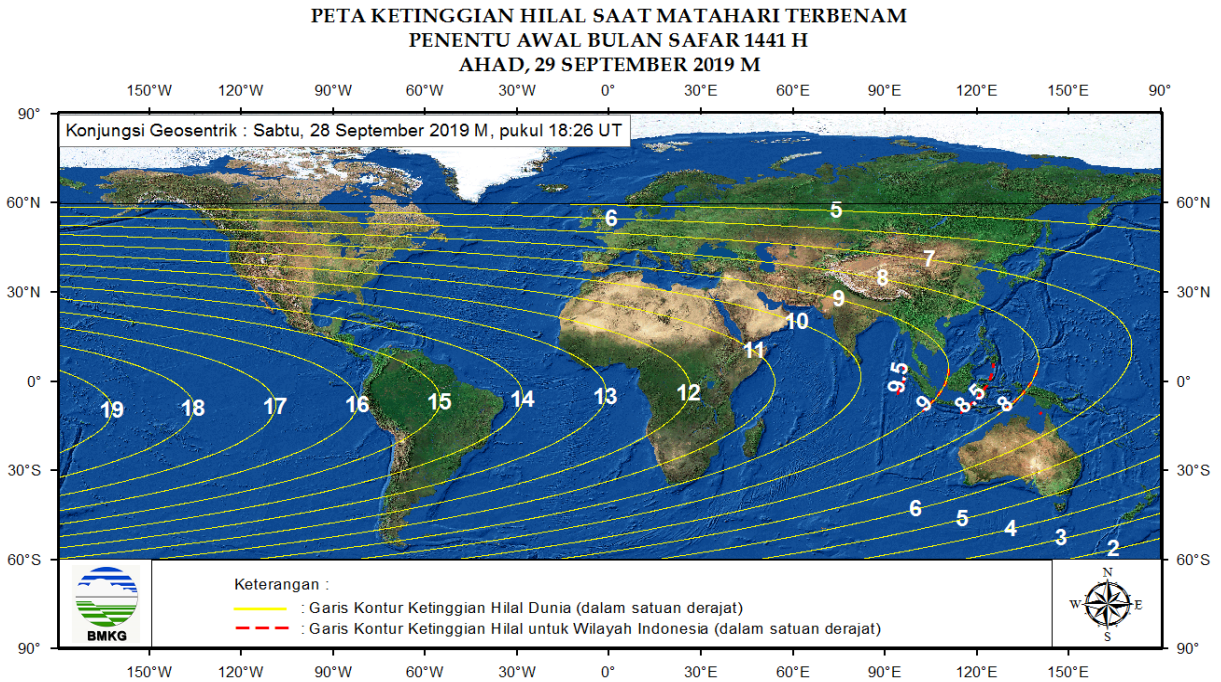 PETA KETINGGIAN HILAL SAAT MATAHARI TERBENAM
PENENTU AWAL BULAN SAFAR 1441 H
AHAD, 29 SEPTEMBER 2019 M
150°W 120°W 90°W 60°W 30°W 0° 30°E 60°E 90°E 120°E 150°E 90°
90°
Konjungsi Geosentrik : Sabtu, 28 September 2019 M, pukul 18:26 UT
60°N 60°N
6 5
7
8
30°N 9 30°N
10
11
0° 9.5 0°
19 18 17 16 15 14 13 12 9 8.5 8
30°S 30°S
6
5
4
3
2
60°S 60°S
BMKG
Keterangan :
: Garis Kontur Ketinggian Hilal Dunia (dalam satuan derajat)
: Garis Kontur Ketinggian Hilal untuk Wilayah Indonesia (dalam satuan derajat)
N
W E
S
90° 90°
150°W 120°W 90°W 60°W 30°W 0° 30°E 60°E 90°E 120°E 150°E